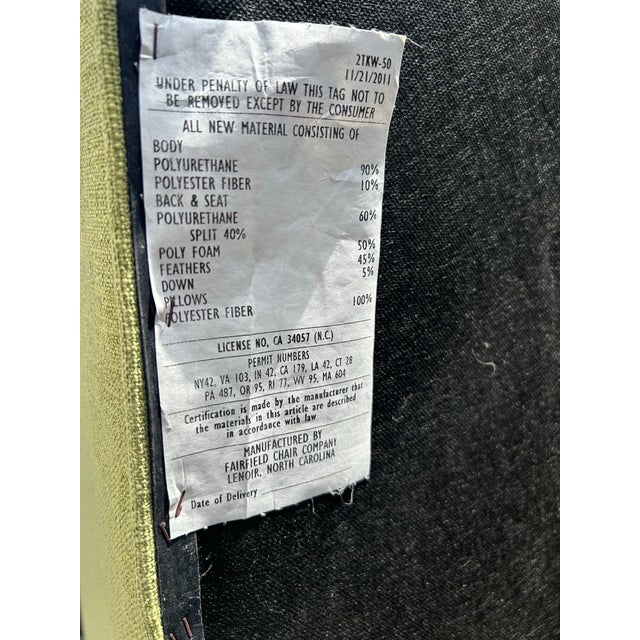 2TKW-50
11/21/2011
UNDER PENALTY OF LAW THIS TAG NOT TO
BE REMOVED EXCEPT BY THE CONSUMER
ALL NEW MATERIAL CONSISTING OF
BODY
POLYURETHANE 90%
POLYESTER FIBER 10%
BACK & SEAT
POLYURETHANE 60%
SPLIT 40%
POLY FOAM 50%
FEATHERS 45%
DOWN 5%
PILLOWS
POLYESTER FIBER 100%
LICENSE NO, CA 34057 (N.C.)
PERMIT NUMBERS
NY42, VA 103, IN 42, CA 179, LA 42, CT 28
PA 487, OR 95, RI 77, WV 95, MA 604
Certification is made by the manufacturer that
the materials in this article are described
in accordance with law
MANUFACTURED BY
FAIRFIELD CHAIR COMPANY
LENOIR, NORTH CAROLINA
Date of Delivery